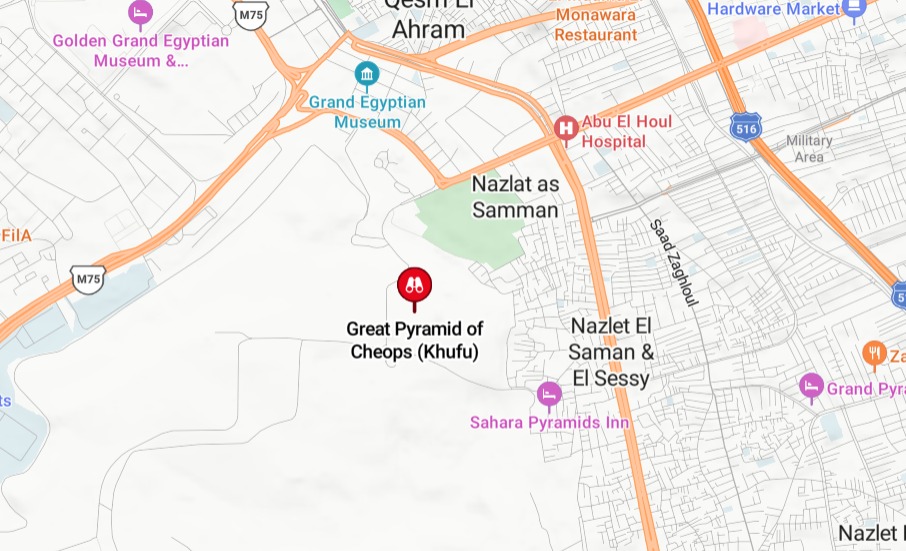 M75
Qesm El
Ahram
Monawara
Restaurant
Hardware Market
Golden Grand Egyptian
Museum &...
Grand Egyptian
Museum
Abu El Houl
Hospital
516
Military
Area
Nazlat as
Samman
FilA
M75
Saad Zaghloul
Great Pyramid of
Cheops (Khufu)
Nazlet El
Saman &
El Sessy
Za
Grand Pyra
Sahara Pyramids Inn
ts
Nazlet